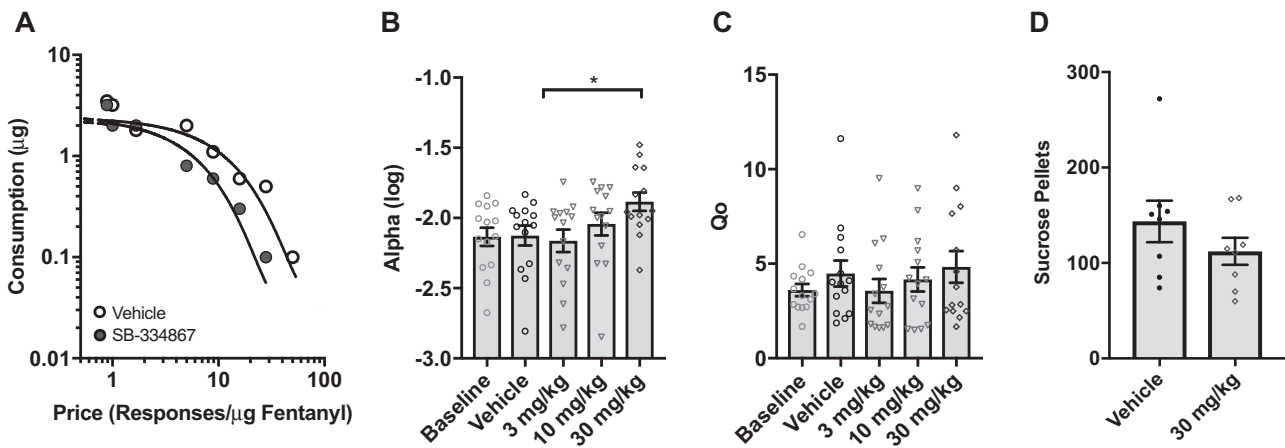 A
Consumption (μg)
10
1
0.1
0.01
Vehicle
SB-334867
1
10
100
Price (Responses/μg Fentanyl)
B
Alpha (log)
-1.0
-1.5
-2.0
-2.5
-3.0
*
Baseline
Vehicle
3 mg/kg
10 mg/kg
30 mg/kg
C
Qo
15
10
5
0
Baseline
Vehicle
3 mg/kg
10 mg/kg
30 mg/kg
D
Sucrose Pellets
300
200
100
0
Vehicle
30 mg/kg